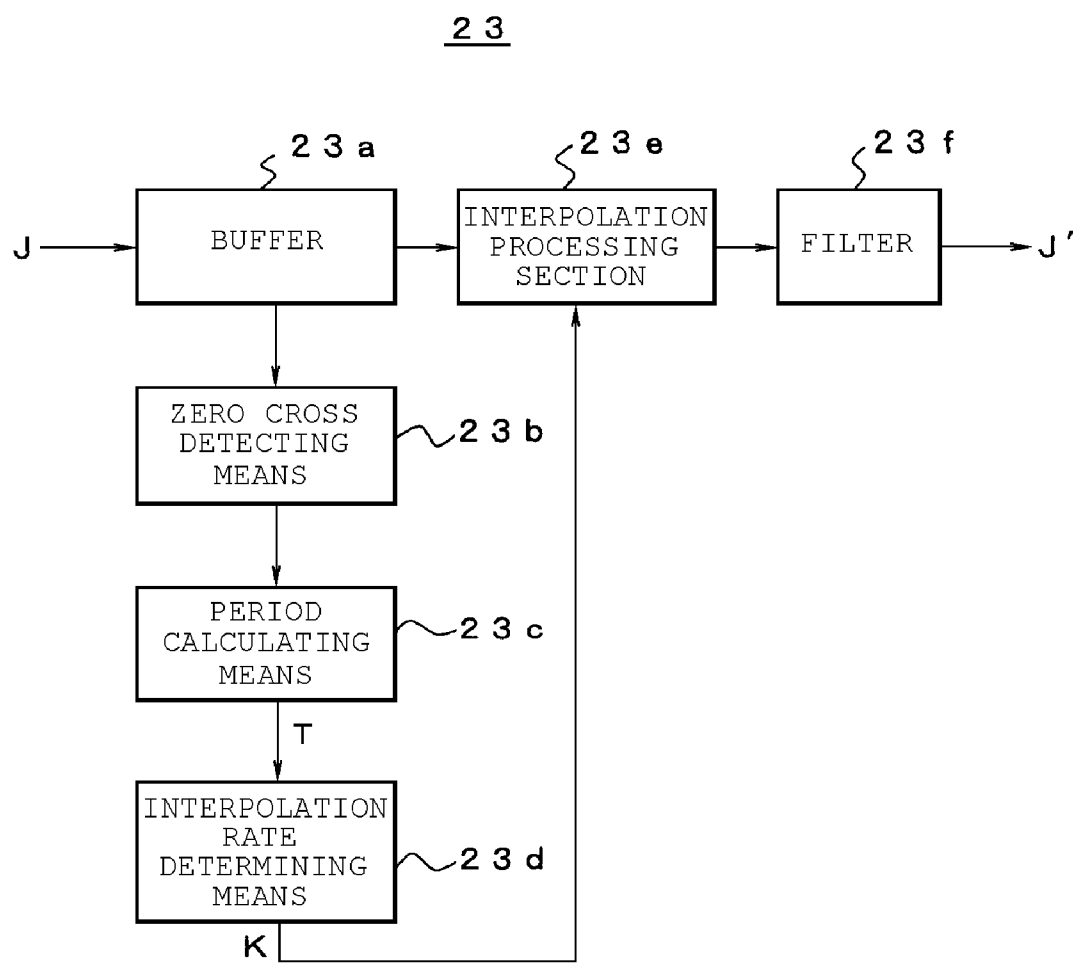 23
23a
23e
23f
J
BUFFER
INTERPOLATION
PROCESSING
SECTION
FILTER
J'
ZERO CROSS
DETECTING
MEANS
23b
PERIOD
CALCULATING
MEANS
23c
T
INTERPOLATION
RATE
DETERMINING
MEANS
23d
K